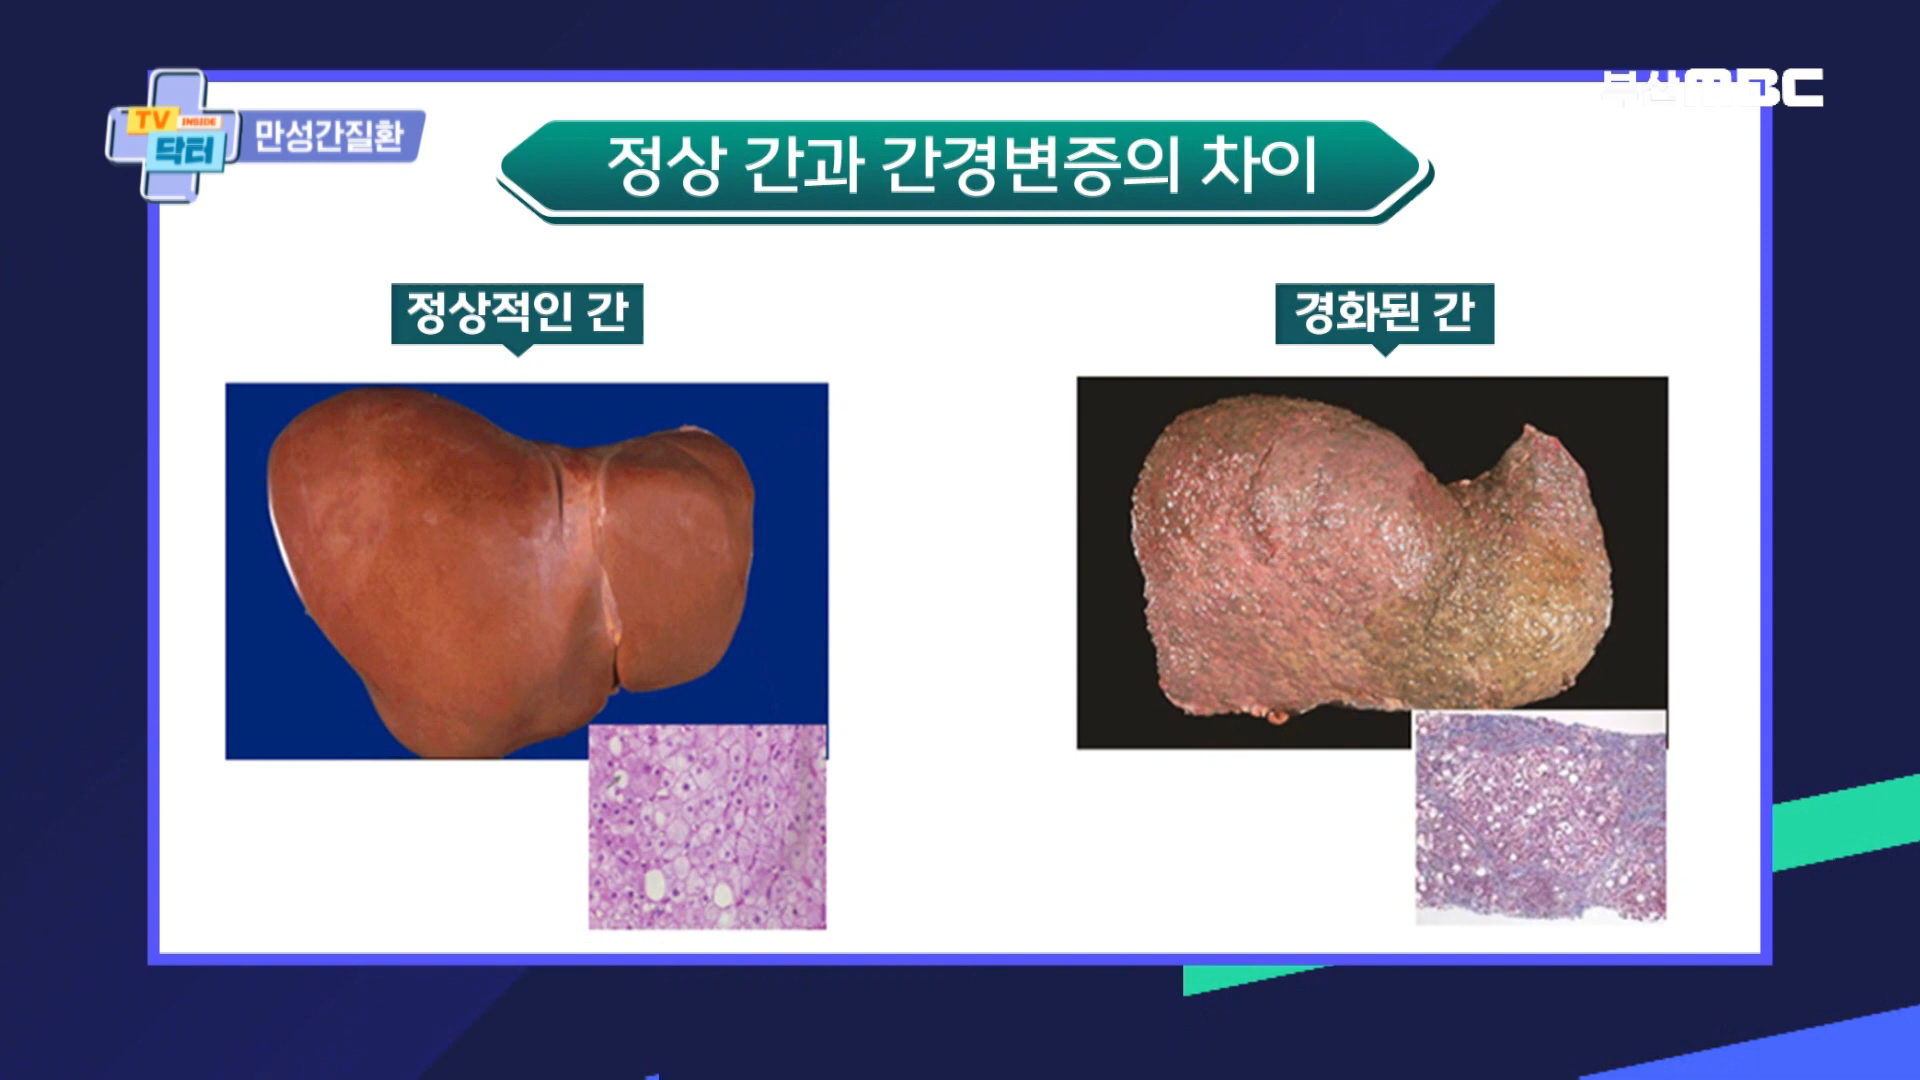 TV INSIDE
닥터
만성간질환
부산MBC
정상 간과 간경변증의 차이
정상적인 간
경화된 간